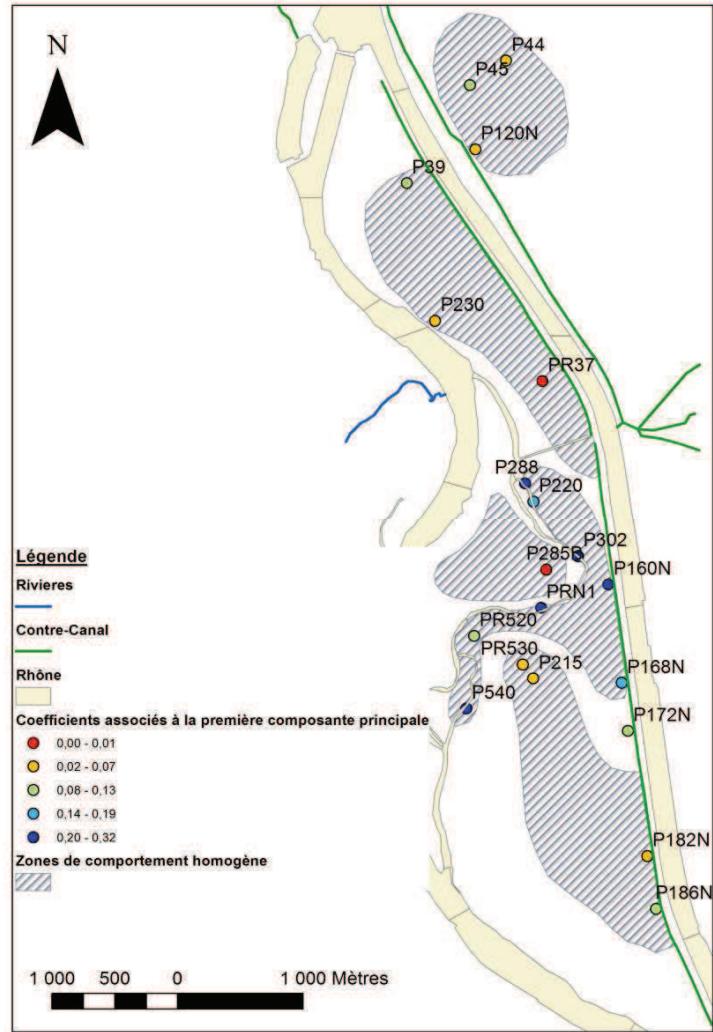 N
P44
P45
P120N
P39
P230
PR37
P288
P220
P302
P285B
P160N
PRN1
PR520
PR530
P215
P168N
P540
P172N
P182N
P186N
Légende
Rivieres
Contre-Canal
Rhône
Coefficients associés à la première composante principale
0,00 - 0,01
0,02 - 0,07
0,08 - 0,13
0,14 - 0,19
0,20 - 0,32
Zones de comportement homogène
1 000 500 0 1 000 Mètres